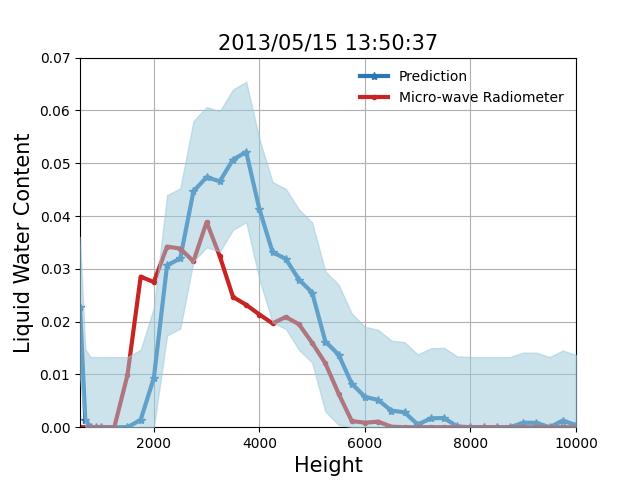 2013/05/15 13:50:37
Prediction
Micro-wave Radiometer
Liquid Water Content
0.07
0.06
0.05
0.04
0.03
0.02
0.01
0.00
2000 4000 6000 8000 10000
Height